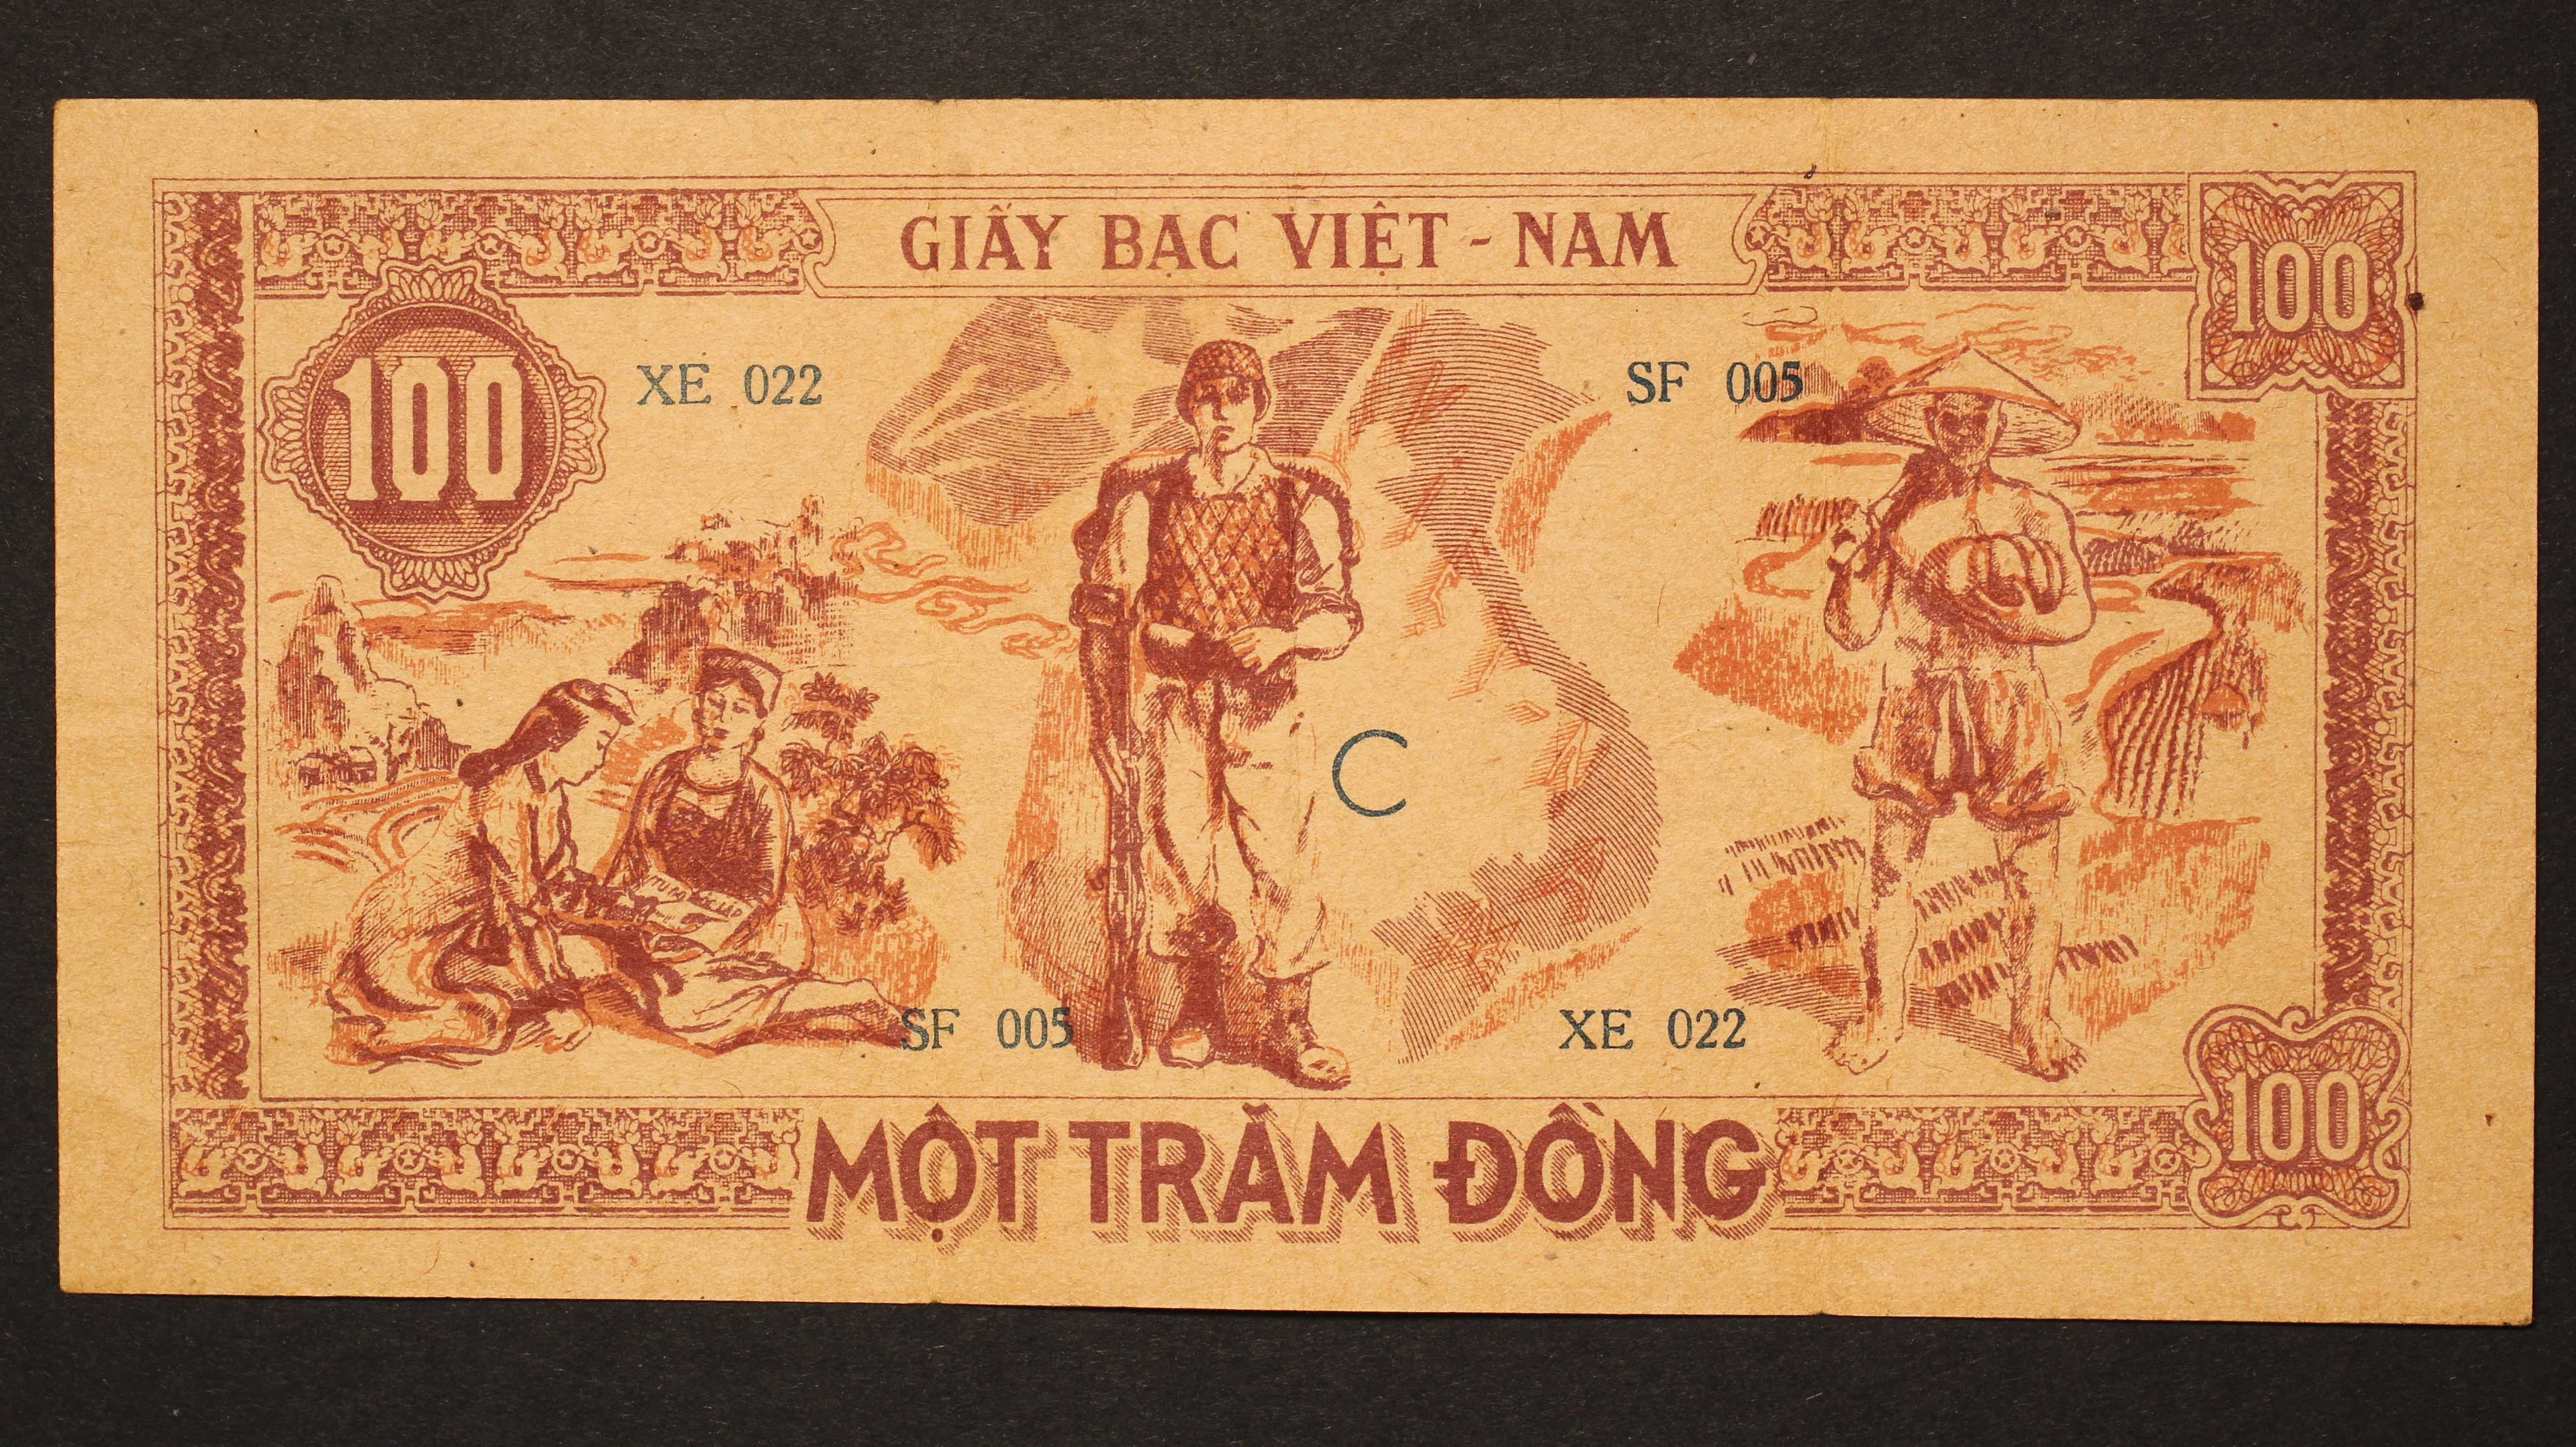 GIẤY BẠC VIỆT - NAM
100
100
XE 022
SF 005
C
SF 005
XE 022
MỘT TRĂM ĐỒNG
100